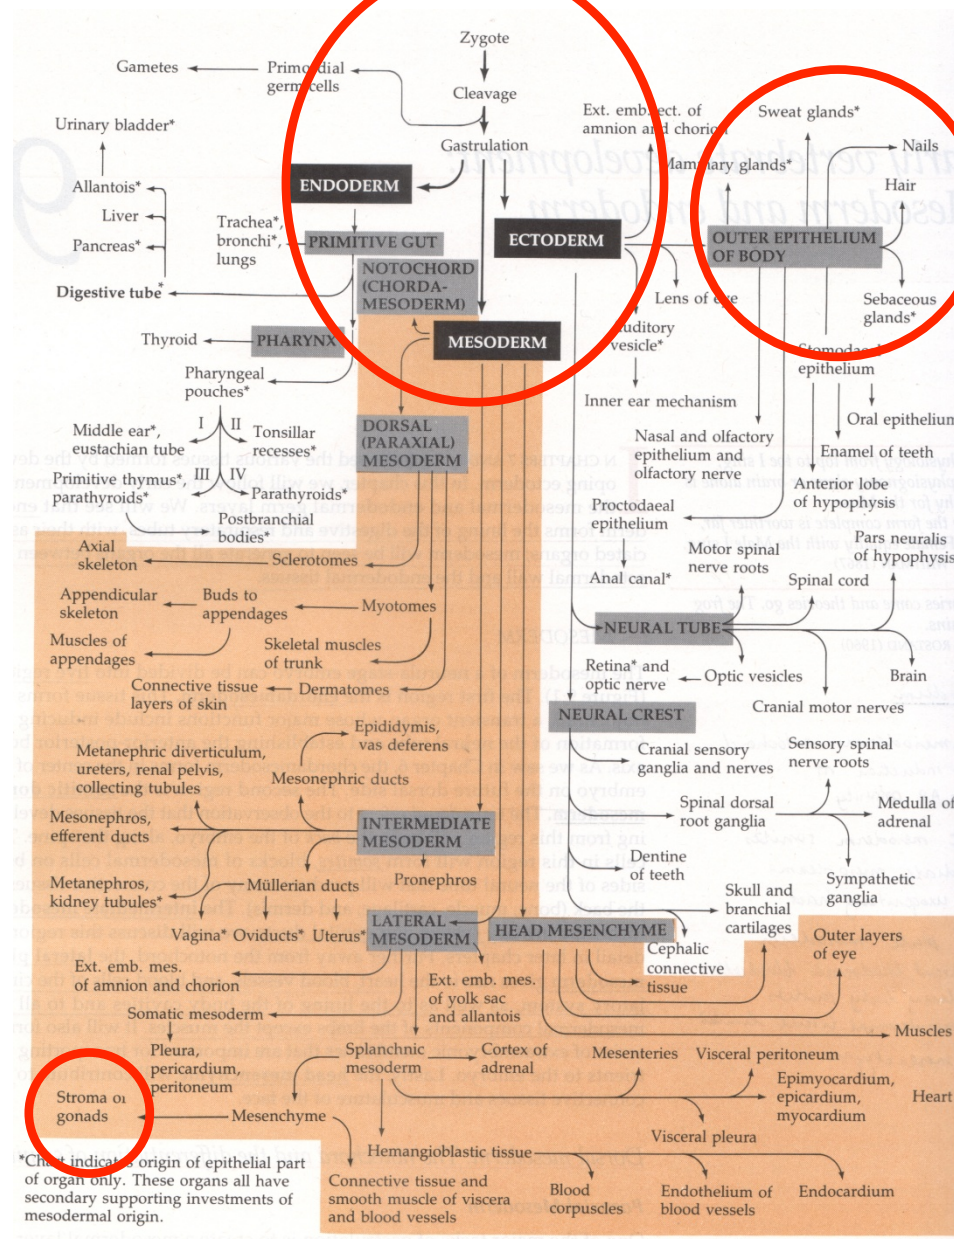 Zygote
Gametes
Primordial
germ cells
Cleavage
Gastrulation
Urinary bladder*
Allantois*
Liver
Pancreas*
Digestive tube*
ENDODERM
Trachea*,
bronchi*,
lungs
PRIMITIVE GUT
NOTOCHORD
(CHORDA-
MESODERM)
ECTODERM
MESODERM
Ext. emb. ect. of
amnion and chorion
Mammary glands*
Sweat glands*
Nails
Hair
OUTER EPITHELIUM
OF BODY
Sebaceous
glands*
Lens of eye
Auditory
vesicle*
Inner ear mechanism
Stomodaeal
epithelium
Oral epithelium
Enamel of teeth
Anterior lobe
of hypophysis
Nasal and olfactory
epithelium and
olfactory nerve
Proctodaeal
epithelium
Anal canal*
Thyroid
PHARYNX
Pharyngeal
pouches*
I II
Middle ear*,
eustachian tube
Tonsillar
recesses*
III IV
Primitive thymus*,
parathyroids*
Parathyroids*
Postbranchial
bodies*
DORSAL
(PARAXIAL)
MESODERM
Axial
skeleton
Sclerotomes
Appendicular
skeleton
Buds to
appendages
Myotomes
Muscles of
appendages
Skeletal muscles
of trunk
Connective tissue
layers of skin
Dermatomes
Motor spinal
nerve roots
Spinal cord
Pars neuralis
of hypophysis
NEURAL TUBE
Retina* and
optic nerve
Optic vesicles
Brain
Cranial motor nerves
NEURAL CREST
Cranial sensory
ganglia and nerves
Sensory spinal
nerve roots
Spinal dorsal
root ganglia
Medulla of
adrenal
Dentine
of teeth
Sympathetic
ganglia
Skull and
branchial
cartilages
Cephalic
connective
tissue
Epididymis,
vas deferens
Metanephric diverticulum,
ureters, renal pelvis,
collecting tubules
Mesonephric ducts
Mesonephros,
efferent ducts
INTERMEDIATE
MESODERM
Metanephros,
kidney tubules*
Müllerian ducts
Pronephros
Vagina* Oviducts* Uterus*
LATERAL
MESODERM
HEAD MESENCHYME
Outer layers
of eye
Muscles
Ext. emb. mes.
of amnion and chorion
Ext. emb. mes.
of yolk sac
and allantois
Somatic mesoderm
Pleura,
pericardium,
peritoneum
Splanchnic
mesoderm
Cortex of
adrenal
Mesenteries
Visceral peritoneum
Epimyocardium,
epicardium,
myocardium
Heart
Stroma of
gonads
Mesenchyme
Visceral pleura
Hemangioblastic tissue
Connective tissue and
smooth muscle of viscera
and blood vessels
Blood
corpuscles
Endothelium of
blood vessels
Endocardium
*Chart indicates origin of epithelial part
of organ only. These organs all have
secondary supporting investments of
mesodermal origin.